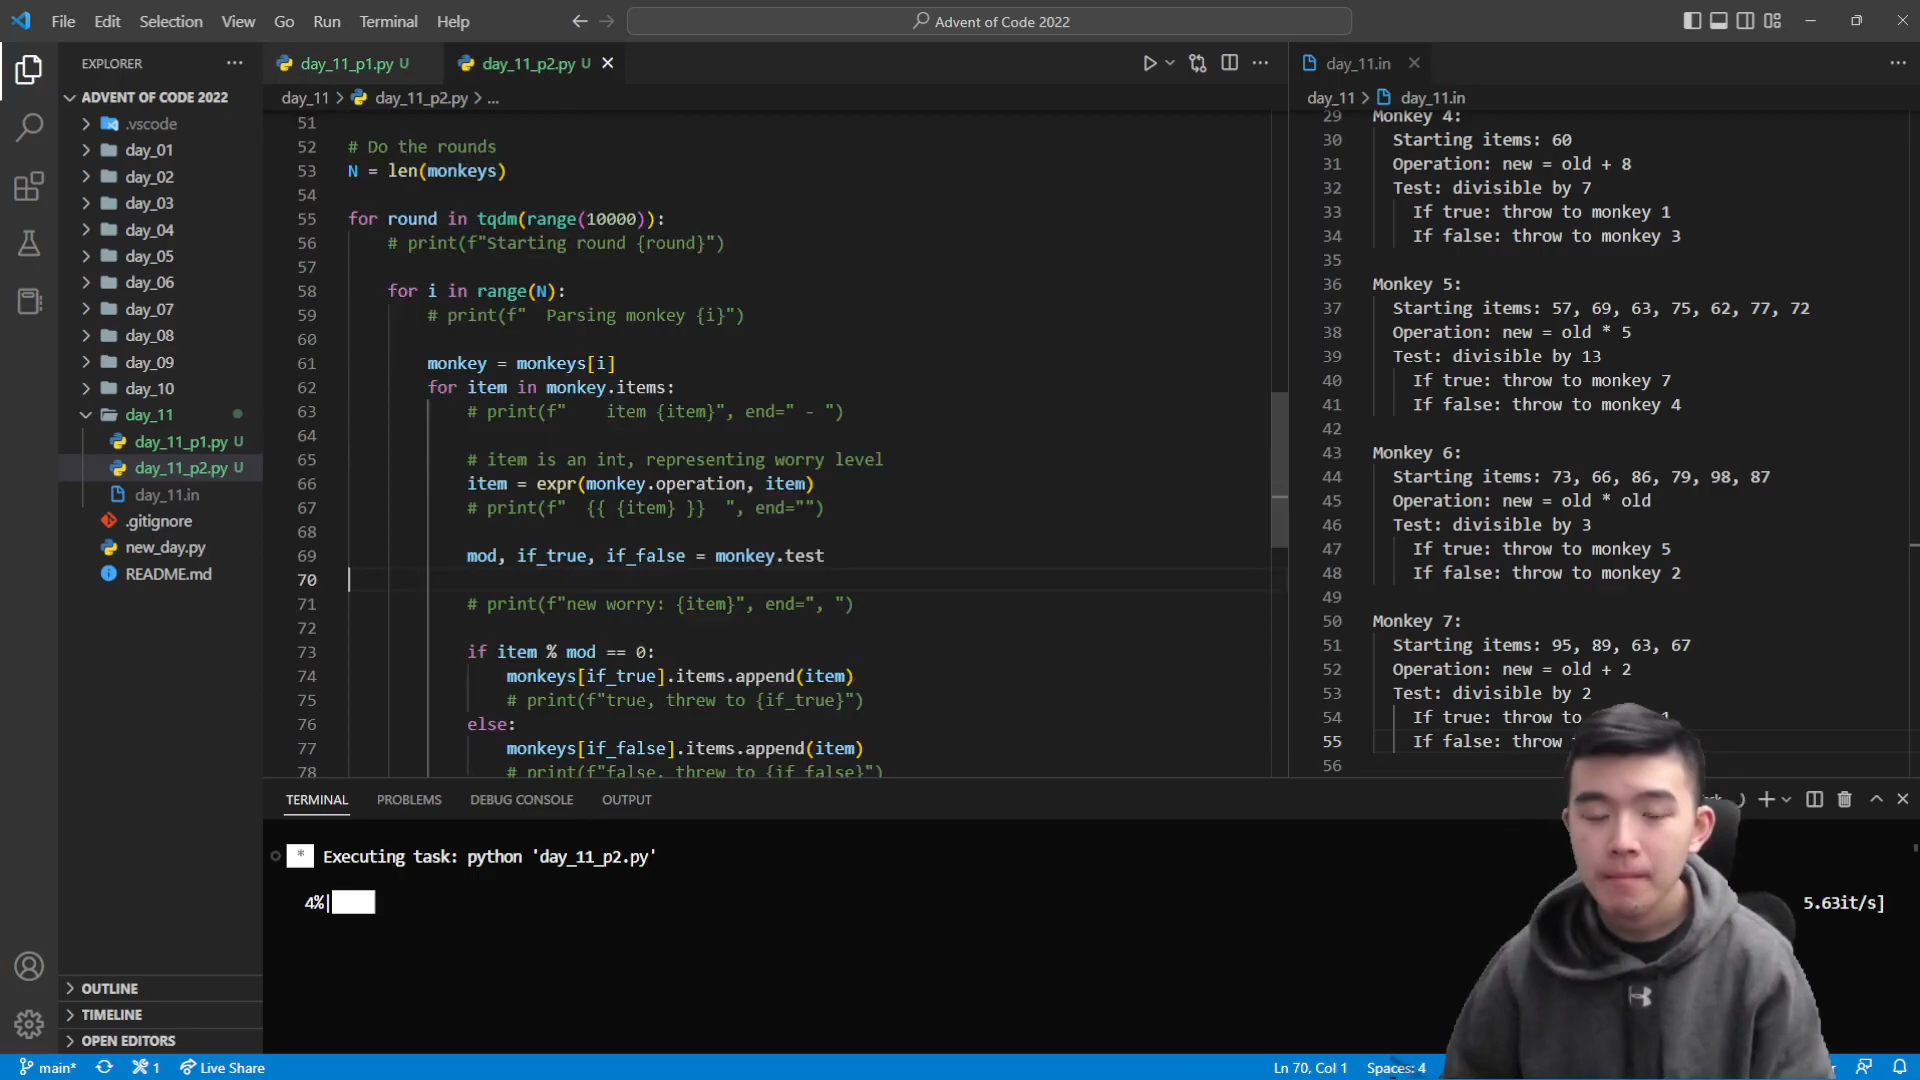 File Edit Selection View Go Run Terminal Help
Advent of Code 2022
EXPLORER
ADVENT OF CODE 2022
.vscode
day_01
day_02
day_03
day_04
day_05
day_06
day_07
day_08
day_09
day_10
day_11
day_11_p1.py U
day_11_p2.py U
day_11.in
.gitignore
new_day.py
README.md
OUTLINE
TIMELINE
OPEN EDITORS
day_11_p1.py U
day_11_p2.py U
day_11 > day_11_p2.py > ...
51
52 # Do the rounds
53 N = len(monkeys)
54
55 for round in tqdm(range(10000)):
56 # print(f"Starting round {round}")
57
58 for i in range(N):
59 # print(f"  Parsing monkey {i}")
60
61 monkey = monkeys[i]
62 for item in monkey.items:
63 # print(f"    item {item}", end=" - ")
64
65 # item is an int, representing worry level
66 item = expr(monkey.operation, item)
67 # print(f"  {{ {item} }}  ", end="")
68
69 mod, if_true, if_false = monkey.test
70
71 # print(f"new worry: {item}", end=", ")
72
73 if item % mod == 0:
74 monkeys[if_true].items.append(item)
75 # print(f"true, threw to {if_true}")
76 else:
77 monkeys[if_false].items.append(item)
78 # print(f"false, threw to {if_false}")
day_11.in
day_11 > day_11.in
29 Monkey 4:
30 Starting items: 60
31 Operation: new = old + 8
32 Test: divisible by 7
33 If true: throw to monkey 1
34 If false: throw to monkey 3
35
36 Monkey 5:
37 Starting items: 57, 69, 63, 75, 62, 77, 72
38 Operation: new = old * 5
39 Test: divisible by 13
40 If true: throw to monkey 7
41 If false: throw to monkey 4
42
43 Monkey 6:
44 Starting items: 73, 66, 86, 79, 98, 87
45 Operation: new = old * old
46 Test: divisible by 3
47 If true: throw to monkey 5
48 If false: throw to monkey 2
49
50 Monkey 7:
51 Starting items: 95, 89, 63, 67
52 Operation: new = old + 2
53 Test: divisible by 2
54 If true: throw to 1
55 If false: throw
56
TERMINAL PROBLEMS DEBUG CONSOLE OUTPUT
* Executing task: python 'day_11_p2.py'
4%| 5.63it/s]
main* 1 Live Share
Ln 70, Col 1 Spaces: 4